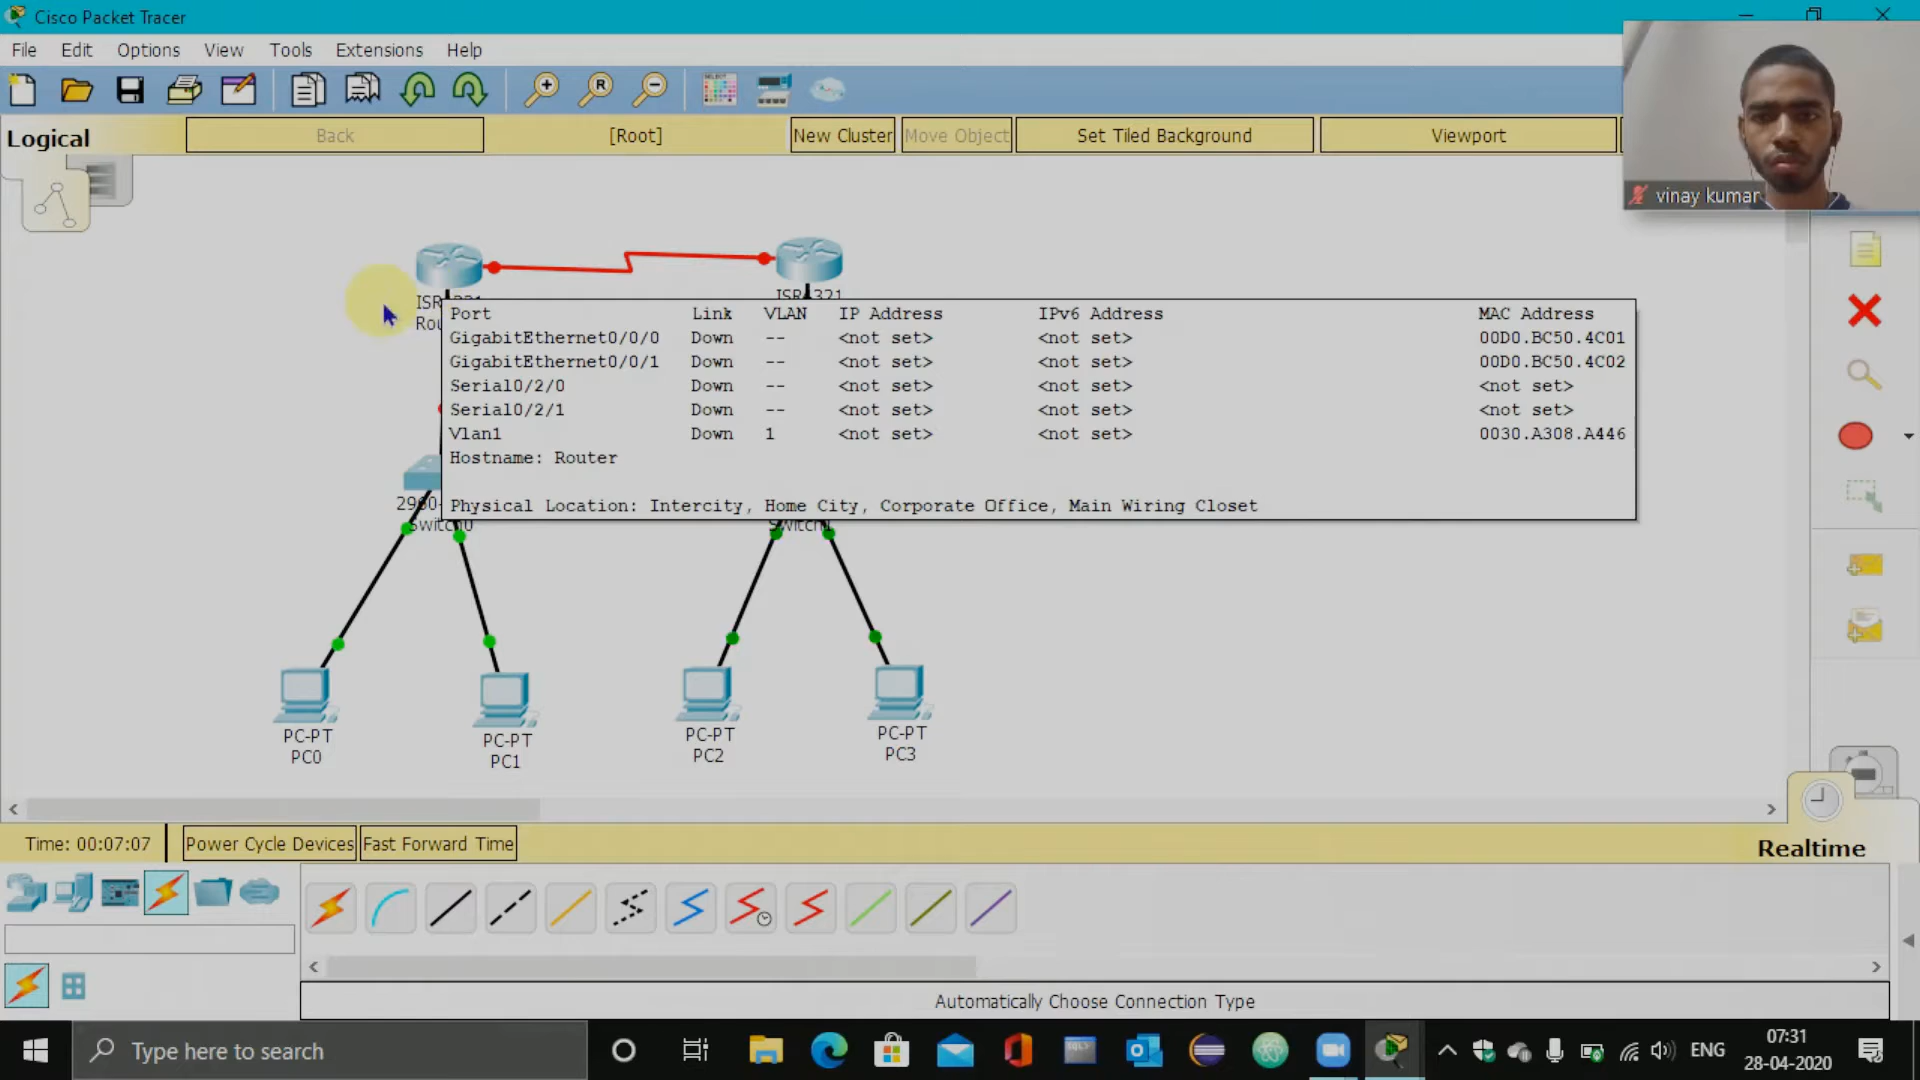 Cisco Packet Tracer
File Edit Options View Tools Extensions Help
SELECT
Logical
Back
[Root]
New Cluster
Move Object
Set Tiled Background
Viewport
vinay kumar
Port Link VLAN IP Address IPv6 Address MAC Address
GigabitEthernet0/0/0 Down -- <not set> <not set> 00D0.BC50.4C01
GigabitEthernet0/0/1 Down -- <not set> <not set> 00D0.BC50.4C02
Serial0/2/0 Down -- <not set> <not set> <not set>
Serial0/2/1 Down -- <not set> <not set> <not set>
Vlan1 Down 1 <not set> <not set> 0030.A308.A446
Hostname: Router
Physical Location: Intercity, Home City, Corporate Office, Main Wiring Closet
PC-PT
PC0
PC-PT
PC1
PC-PT
PC2
PC-PT
PC3
Time: 00:07:07
Power Cycle Devices
Fast Forward Time
Realtime
Automatically Choose Connection Type
Type here to search
ENG
07:31
28-04-2020